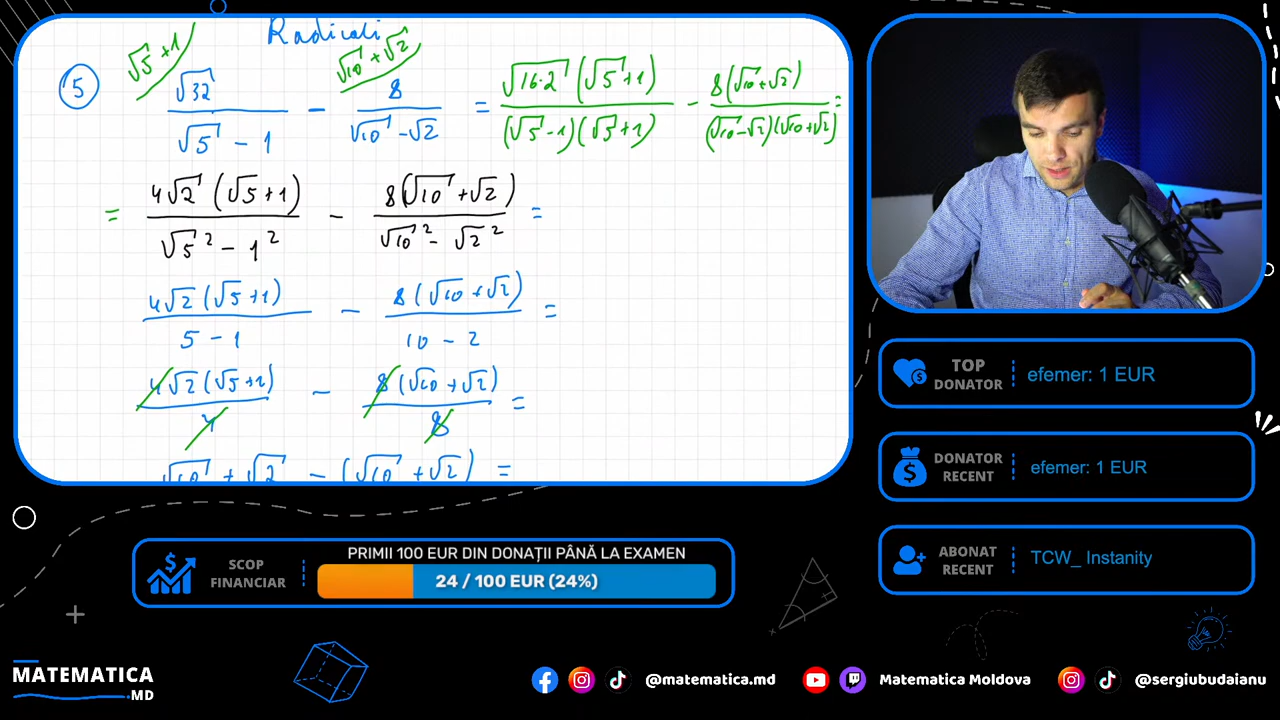 Radicali
⑤ √32 / (√5 - 1) - 8 / (√10 - √2) = √(16·2) (√5+1) / (√5-1)(√5+1) - 8(√10+√2) / (√10-√2)(√10+√2) =
√5+1
√10+√2
= 4√2 (√5+1) / (√5² - 1²) - 8(√10+√2) / (√10² - √2²) =
4√2 (√5+1) / (5 - 1) - 8(√10+√2) / (10 - 2) =
4√2 (√5+1) / 4 - 8(√10+√2) / 8 =
√10 + √2 - (√10+√2) =
TOP DONATOR
efemer: 1 EUR
DONATOR RECENT
efemer: 1 EUR
ABONAT RECENT
TCW_ Instanity
SCOP FINANCIAR
PRIMII 100 EUR DIN DONAȚII PÂNĂ LA EXAMEN
24 / 100 EUR (24%)
MATEMATICA
.MD
@matematica.md
Matematica Moldova
@sergiubudaianu